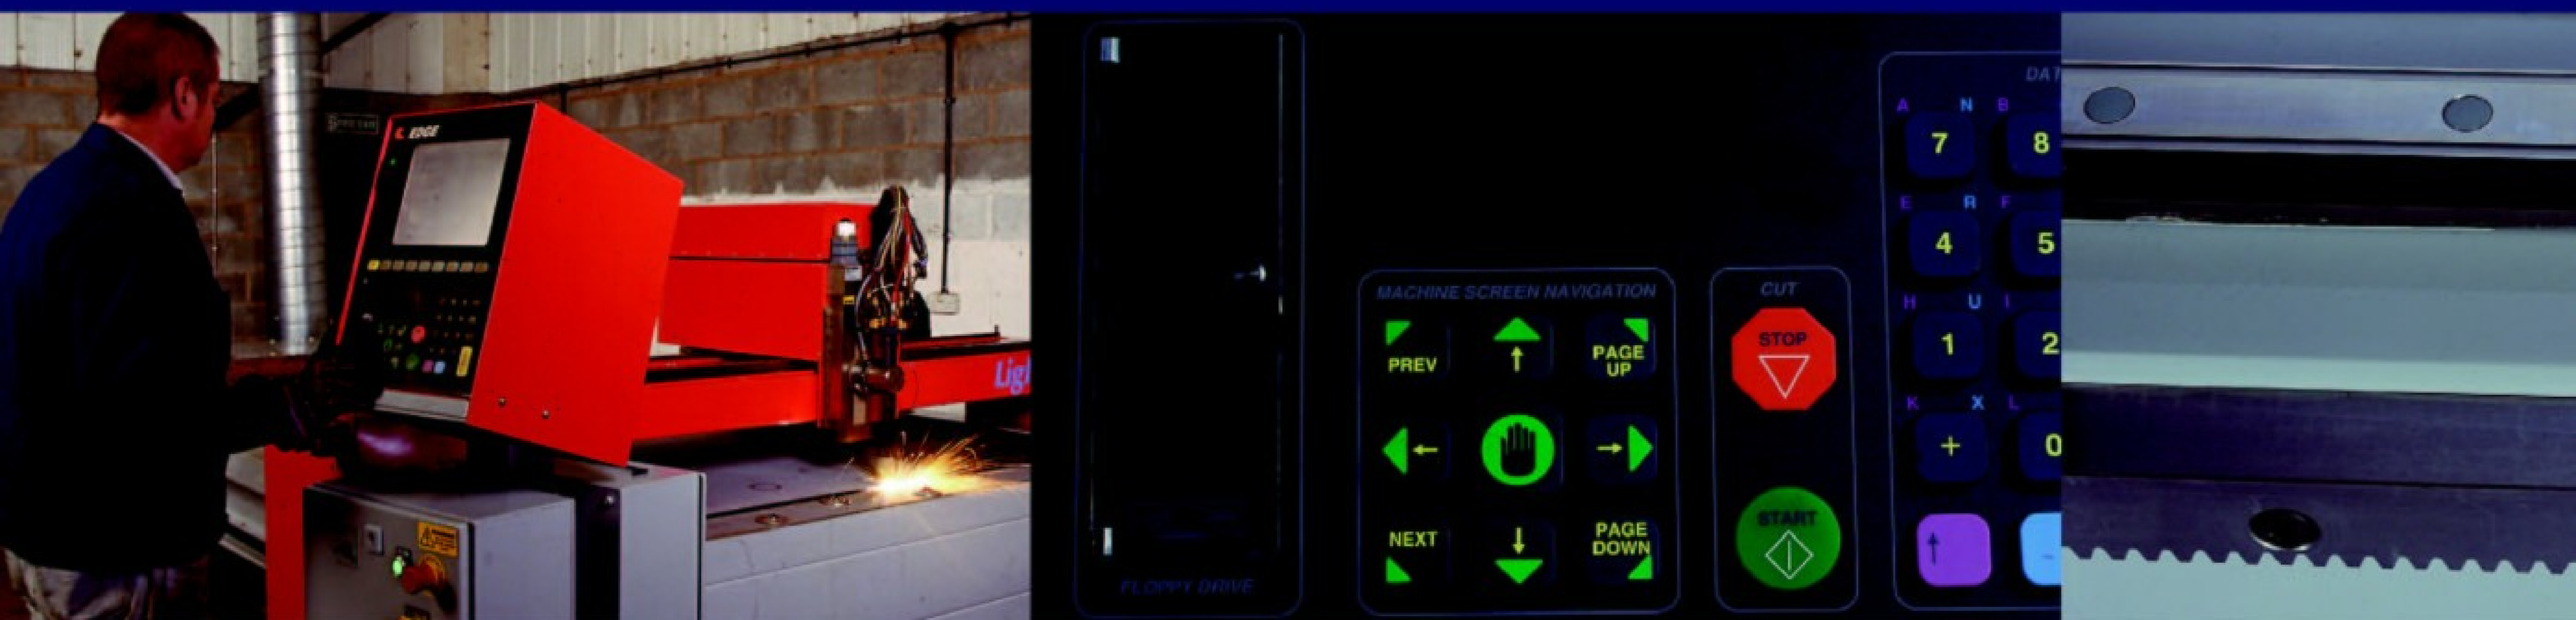 EDGE
Ligh
MACHINE SCREEN NAVIGATION
PREV
PAGE
UP
NEXT
PAGE
DOWN
FLOPPY DRIVE
CUT
STOP
START
DAT
A N B
7 8
E R F
4 5
H U I
1 2
K X L
+ 0